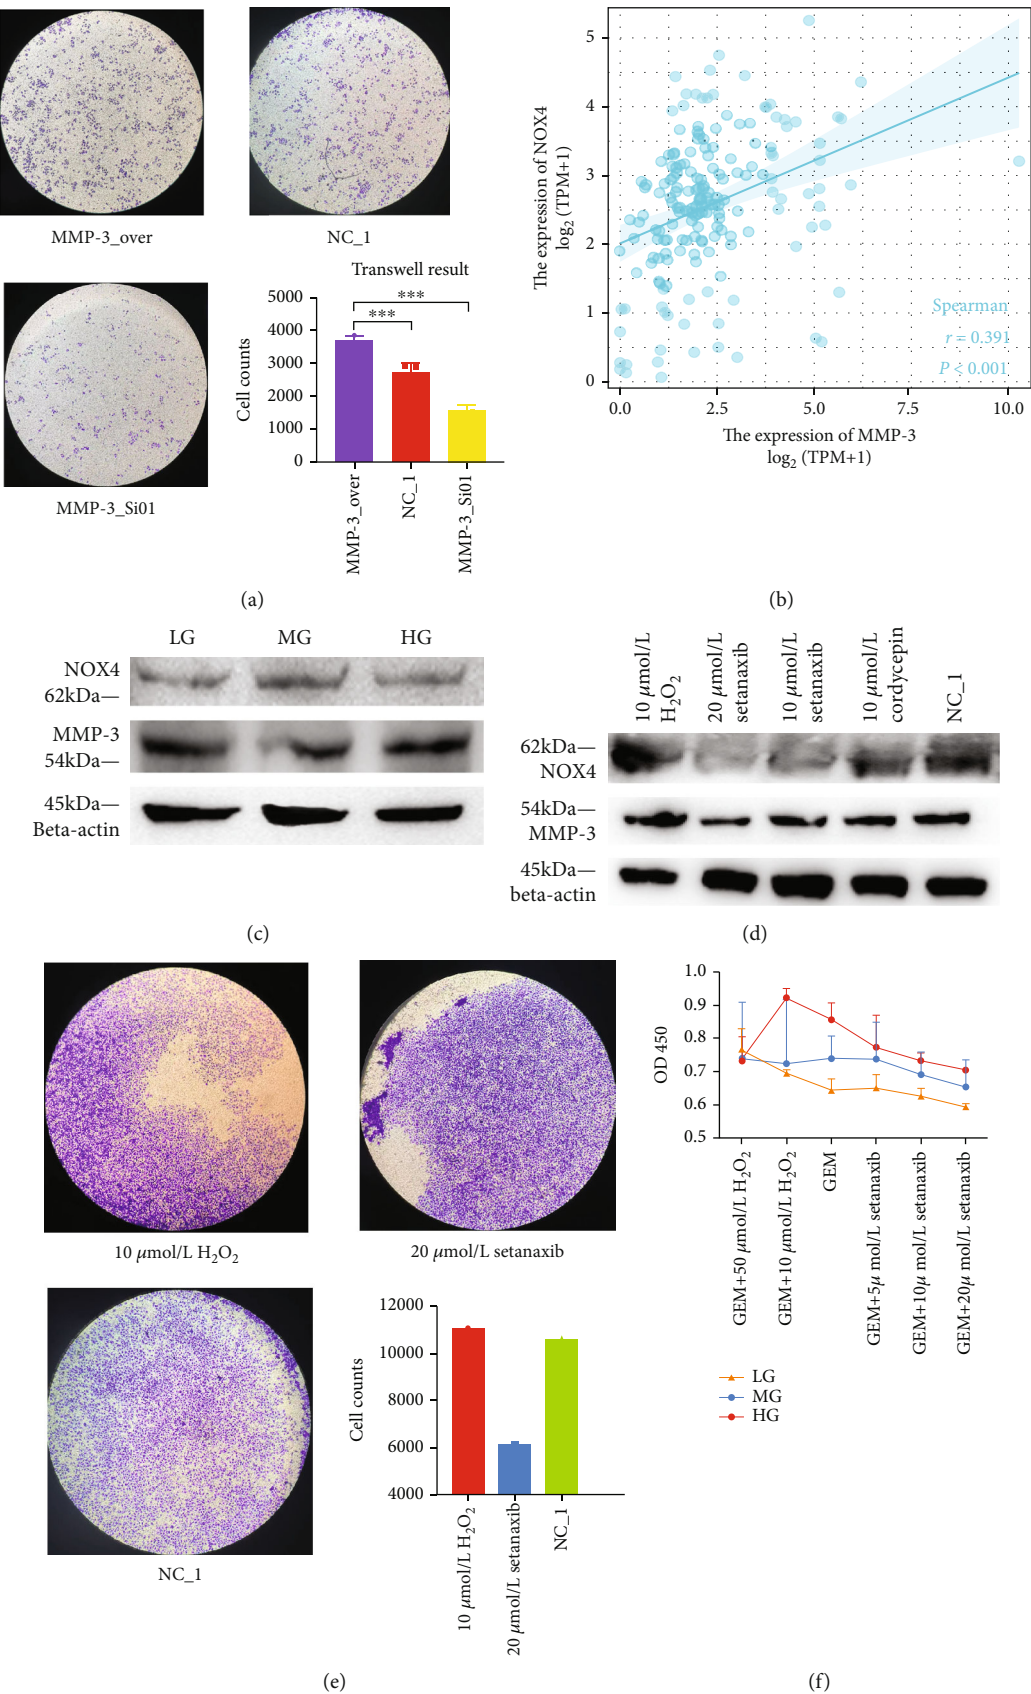 MMP-3_over
NC_1
MMP-3_Si01
Transwell result
Cell counts
5000
4000
3000
2000
1000
0
***
***
MMP-3_over
NC_1
MMP-3_Si01
(a)
The expression of NOX4
log₂ (TPM+1)
5
4
3
2
1
0
Spearman
r = 0.391
P < 0.001
0.0
2.5
5.0
7.5
10.0
The expression of MMP-3
log₂ (TPM+1)
(b)
LG
MG
HG
NOX4
62kDa—
MMP-3
54kDa—
45kDa—
Beta-actin
(c)
10 μmol/L
H₂O₂
20 μmol/L
setanaxib
10 μmol/L
setanaxib
10 μmol/L
cordycepin
NC_1
62kDa—
NOX4
54kDa—
MMP-3
45kDa—
beta-actin
(d)
10 μmol/L H₂O₂
20 μmol/L setanaxib
NC_1
Cell counts
12000
10000
8000
6000
4000
10 μmol/L H₂O₂
20 μmol/L setanaxib
NC_1
(e)
OD 450
1.0
0.9
0.8
0.7
0.6
0.5
GEM+50 μmol/L H₂O₂
GEM+10 μmol/L H₂O₂
GEM
GEM+5μ mol/L setanaxib
GEM+10μ mol/L setanaxib
GEM+20μ mol/L setanaxib
LG
MG
HG
(f)